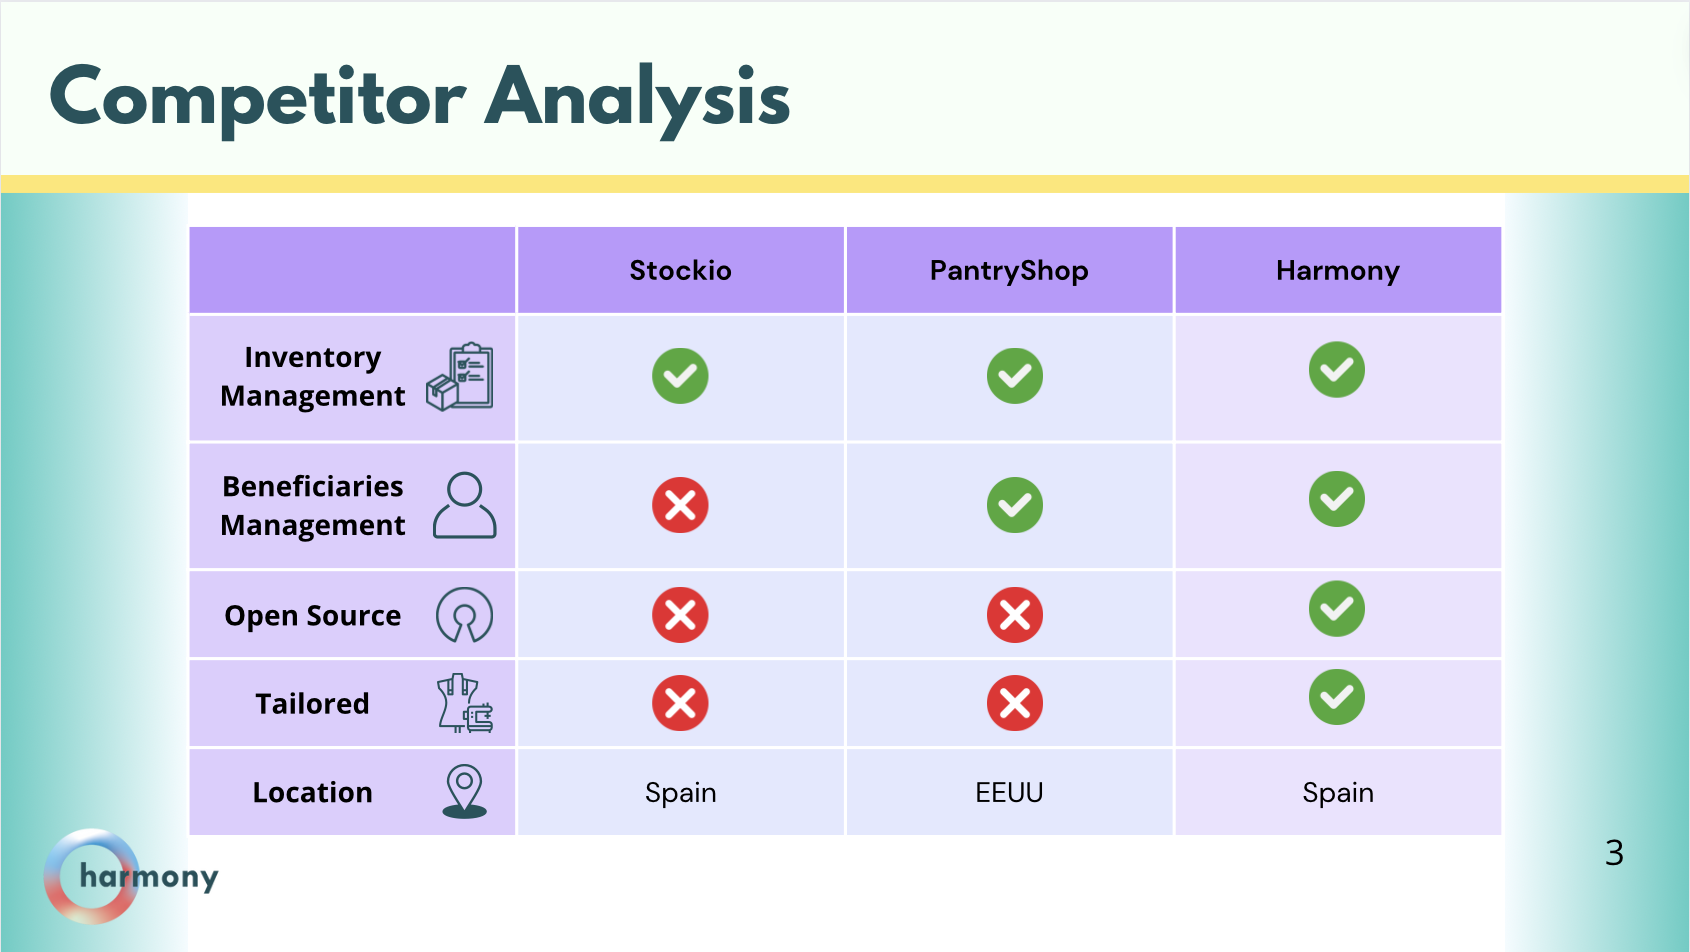 Competitor Analysis
Stockio PantryShop Harmony
Inventory
Management
Beneficiaries
Management
Open Source
Tailored
Location Spain EEUU Spain
harmony
3